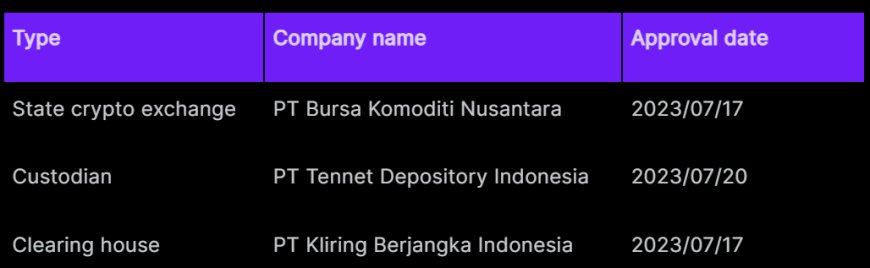 Type Company name Approval date
State crypto exchange PT Bursa Komoditi Nusantara 2023/07/17
Custodian PT Tennet Depository Indonesia 2023/07/20
Clearing house PT Kliring Berjangka Indonesia 2023/07/17